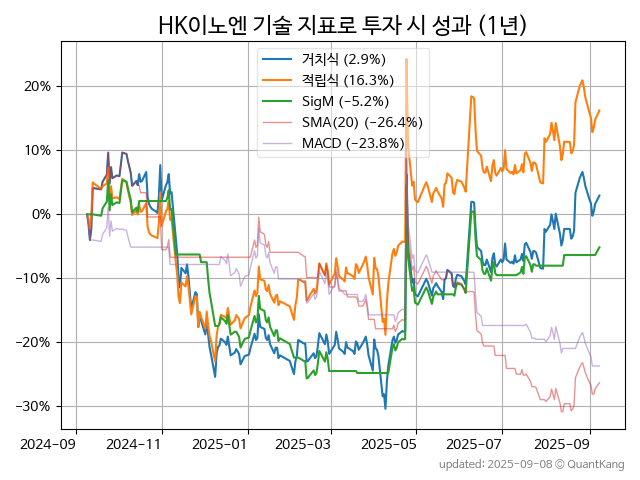 HK이노엔 기술 지표로 투자 시 성과 (1년)
거치식 (2.9%)
적립식 (16.3%)
SigM (−5.2%)
SMA(20) (−26.4%)
MACD (−23.8%)
20%
10%
0%
−10%
−20%
−30%
2024−09
2024−11
2025−01
2025−03
2025−05
2025−07
2025−09
updated: 2025-09-08 © QuantKang